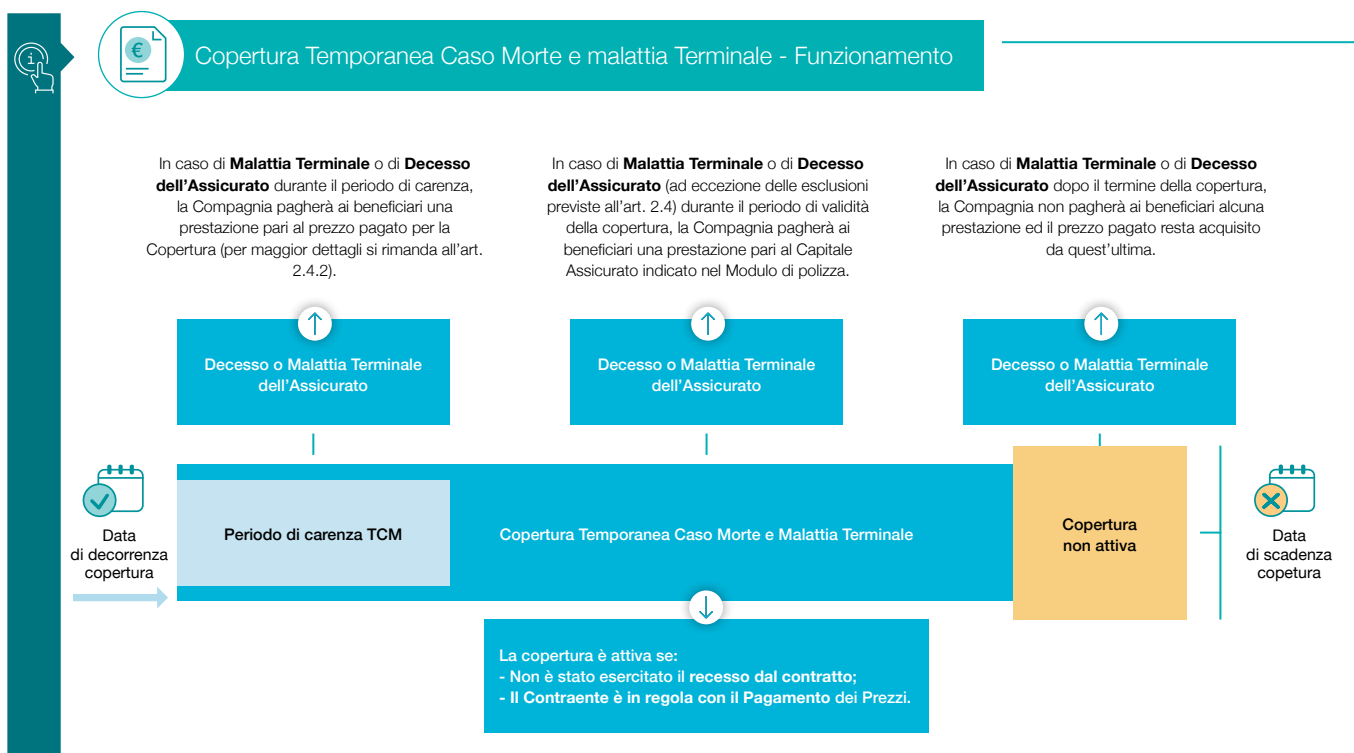 Copertura Temporanea Caso Morte e malattia Terminale - Funzionamento
In caso di Malattia Terminale o di Decesso
dell'Assicurato durante il periodo di carenza,
la Compagnia pagherà ai beneficiari una
prestazione pari al prezzo pagato per la
Copertura (per maggior dettagli si rimanda all'art.
2.4.2).
In caso di Malattia Terminale o di Decesso
dell'Assicurato (ad eccezione delle esclusioni
previste all'art. 2.4) durante il periodo di validità
della copertura, la Compagnia pagherà ai
beneficiari una prestazione pari al Capitale
Assicurato indicato nel Modulo di polizza.
In caso di Malattia Terminale o di Decesso
dell'Assicurato dopo il termine della copertura,
la Compagnia non pagherà ai beneficiari alcuna
prestazione ed il prezzo pagato resta acquisito
da quest'ultima.
Decesso o Malattia Terminale
dell'Assicurato
Decesso o Malattia Terminale
dell'Assicurato
Decesso o Malattia Terminale
dell'Assicurato
Data
di decorrenza
copertura
Periodo di carenza TCM
Copertura Temporanea Caso Morte e Malattia Terminale
Copertura
non attiva
Data
di scadenza
copetura
La copertura è attiva se:
- Non è stato esercitato il recesso dal contratto;
- Il Contraente è in regola con il Pagamento dei Prezzi.